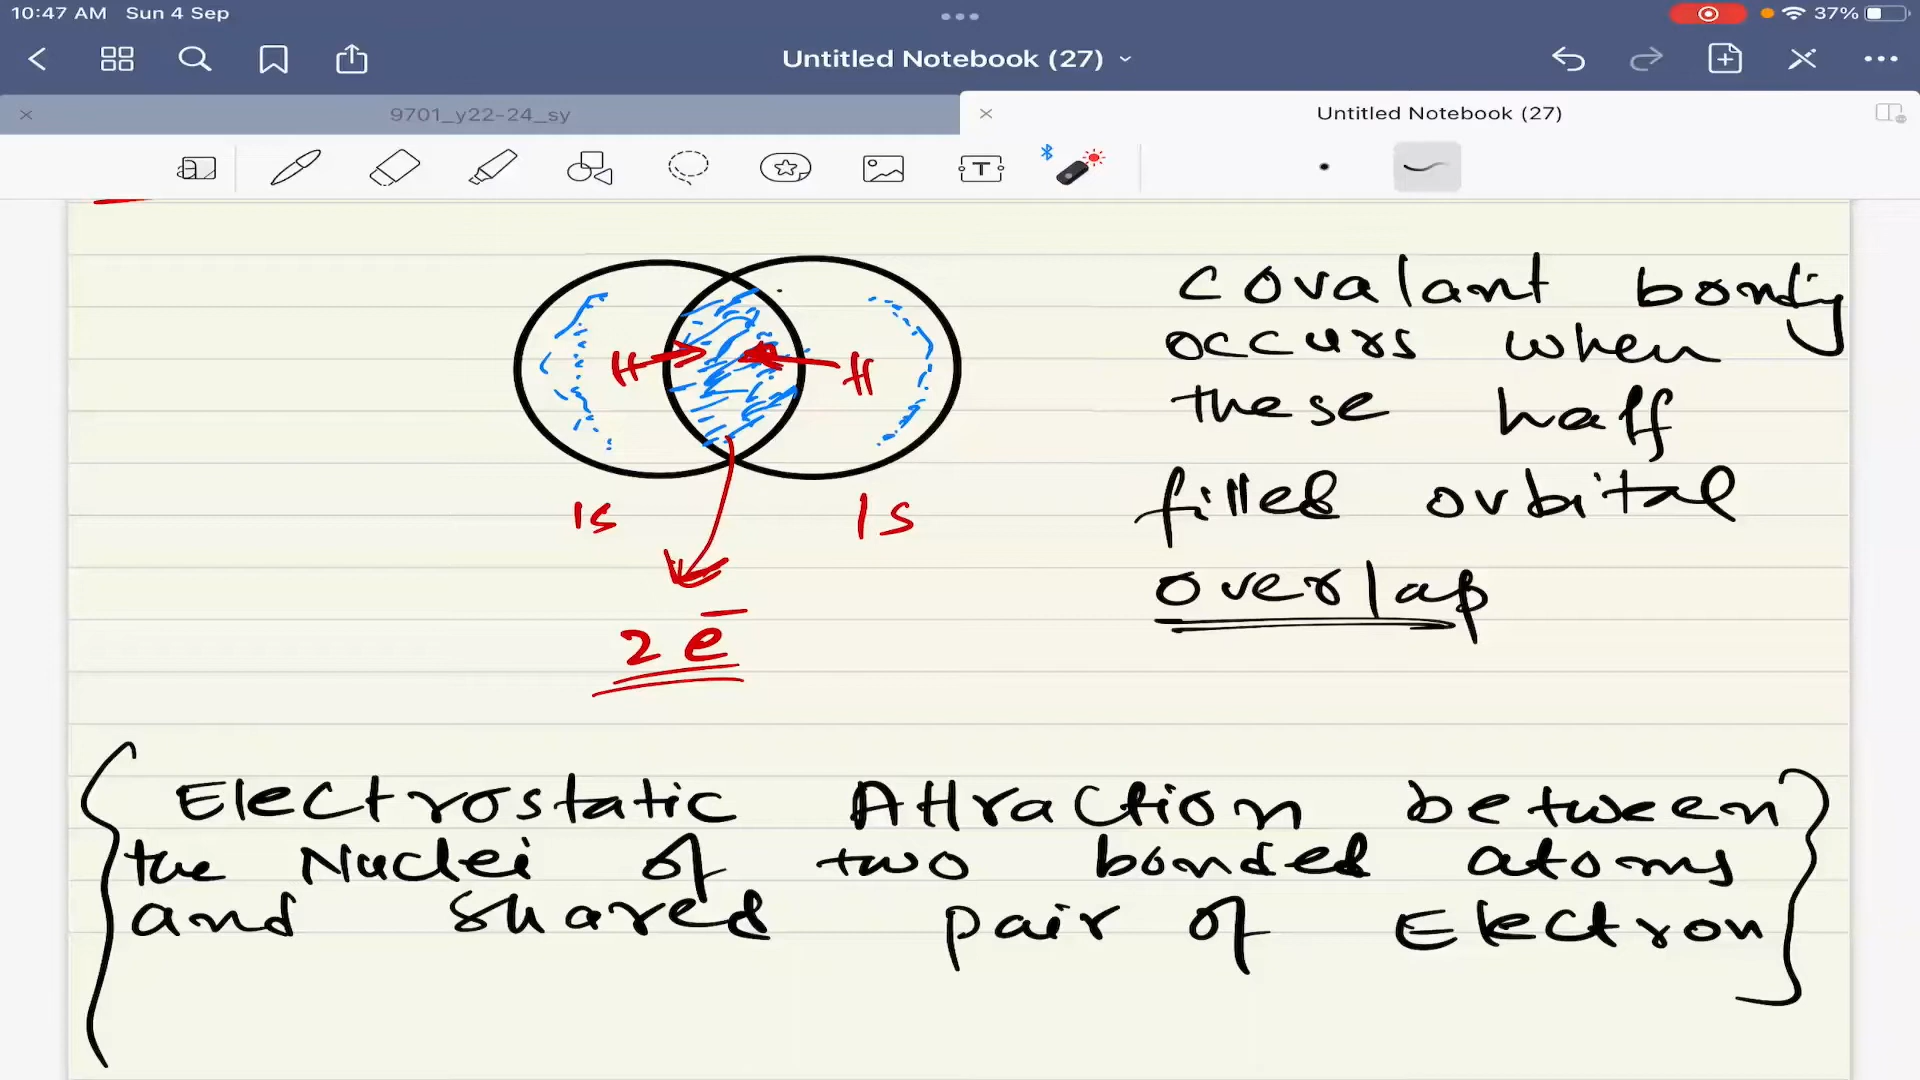 10:47 AM Sun 4 Sep
37%
Untitled Notebook (27)
9701_y22-24_sy
Untitled Notebook (27)
a
T
H
H
1s
1s
2 e̅
covalant bonding
occurs when
these half
filled orbital
overlap
Electrostatic Attraction between
the Nuclei of two bonded atoms
and shared pair of Electron